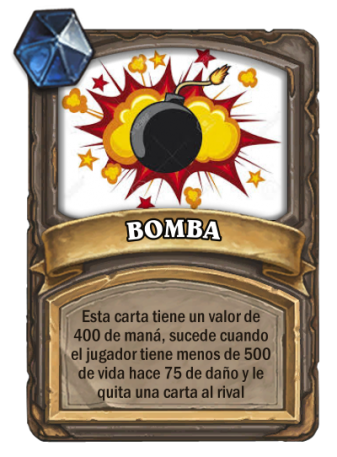 BOMBA
Esta carta tiene un valor de
400 de maná, sucede cuando
el jugador tiene menos de 500
de vida hace 75 de daño y le
quita una carta al rival